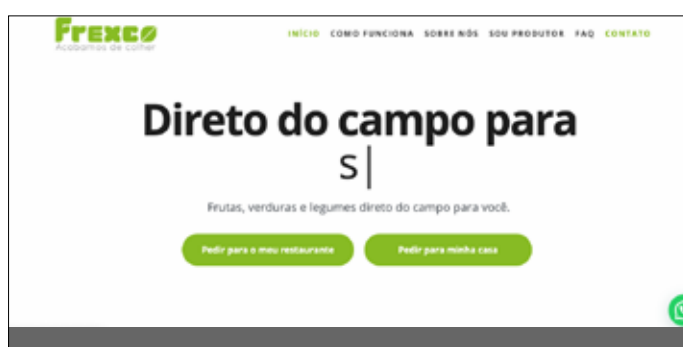 FREXCO
Acabamos de colher
INÍCIO COMO FUNCIONA SOBRE NÓS SOU PRODUTOR FAQ CONTATO
Direto do campo para
s|
Frutas, verduras e legumes direto do campo para você.
Pedir para o meu restaurante Pedir para minha casa